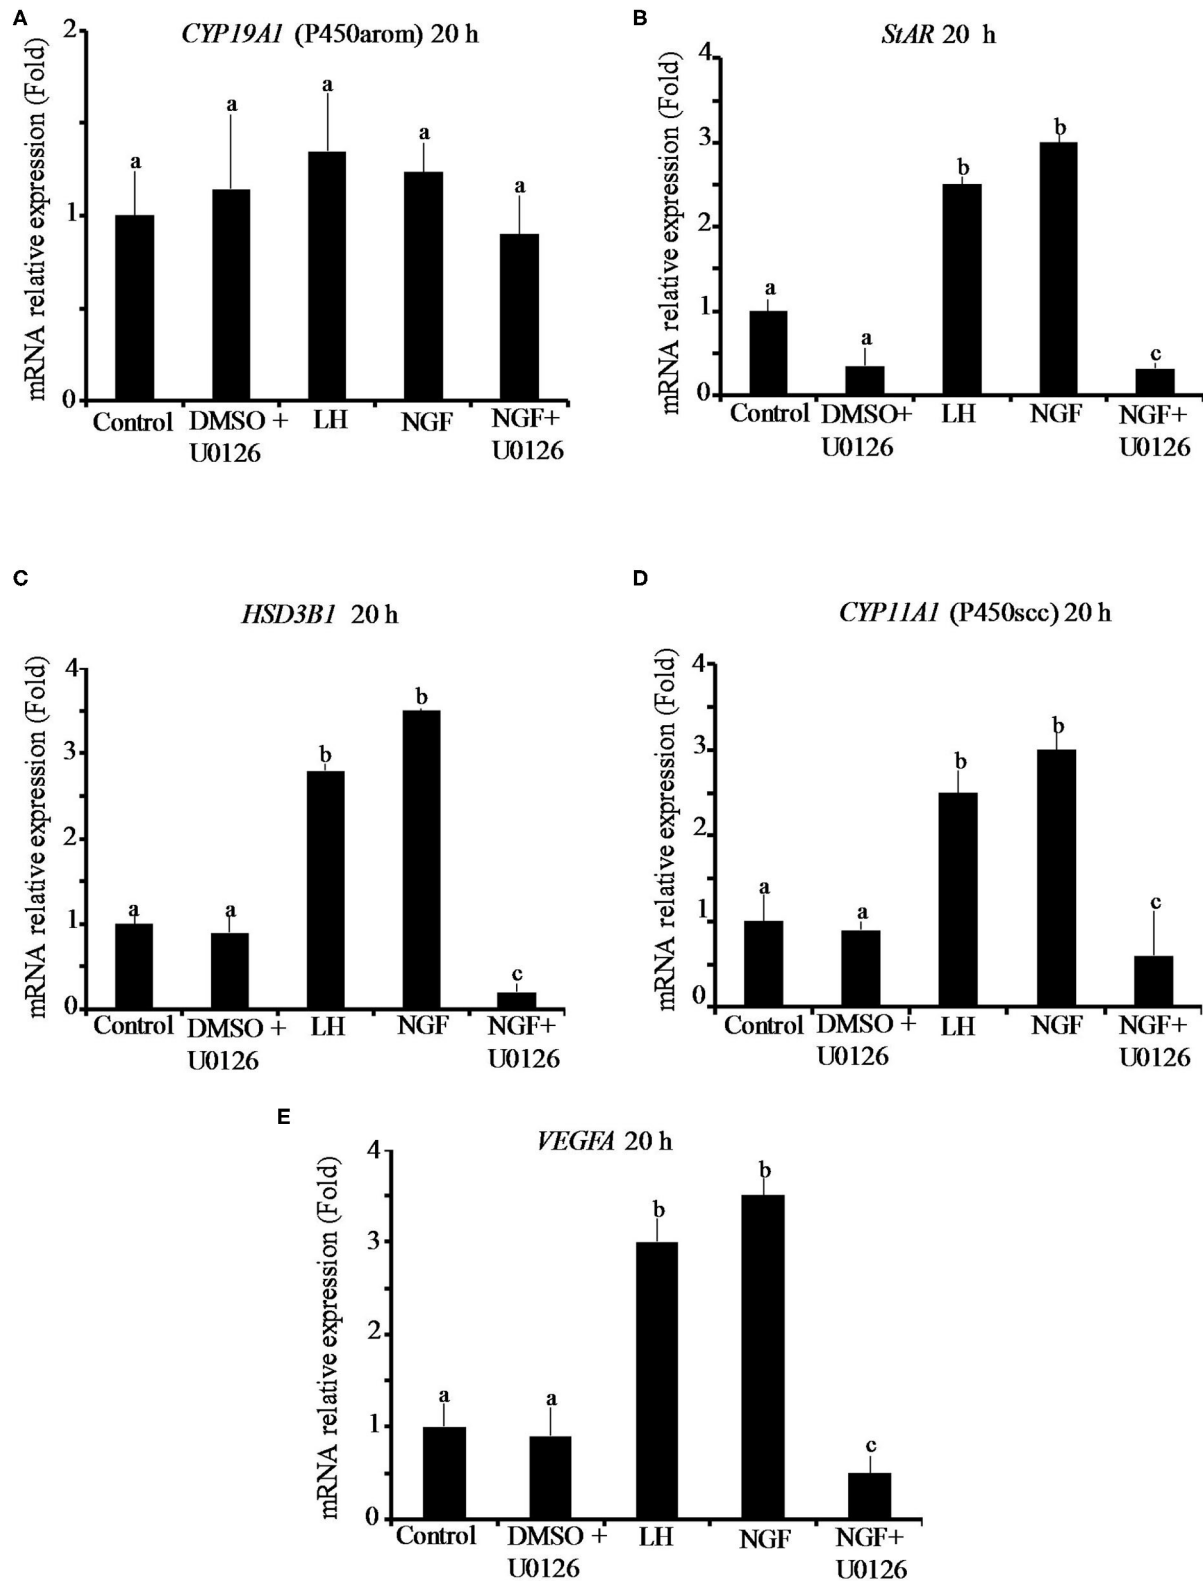 A
CYP19A1 (P450arom) 20 h
mRNA relative expression (Fold)
2
1
0
a
a
a
a
a
Control
DMSO +
U0126
LH
NGF
NGF+
U0126
B
StAR 20 h
mRNA relative expression (Fold)
4
3
2
1
0
a
a
b
b
c
Control
DMSO+
U0126
LH
NGF
NGF+
U0126
C
HSD3B1 20 h
mRNA relative expression (Fold)
4
3
2
1
0
a
a
b
b
c
Control
DMSO +
U0126
LH
NGF
NGF+
U0126
D
CYP11A1 (P450scc) 20 h
mRNA relative expression (Fold)
4
3
2
1
0
a
a
b
b
c
Control
DMSO +
U0126
LH
NGF
NGF+
U0126
E
VEGFA 20 h
mRNA relative expression (Fold)
4
3
2
1
0
a
a
b
b
c
Control
DMSO +
U0126
LH
NGF
NGF+
U0126